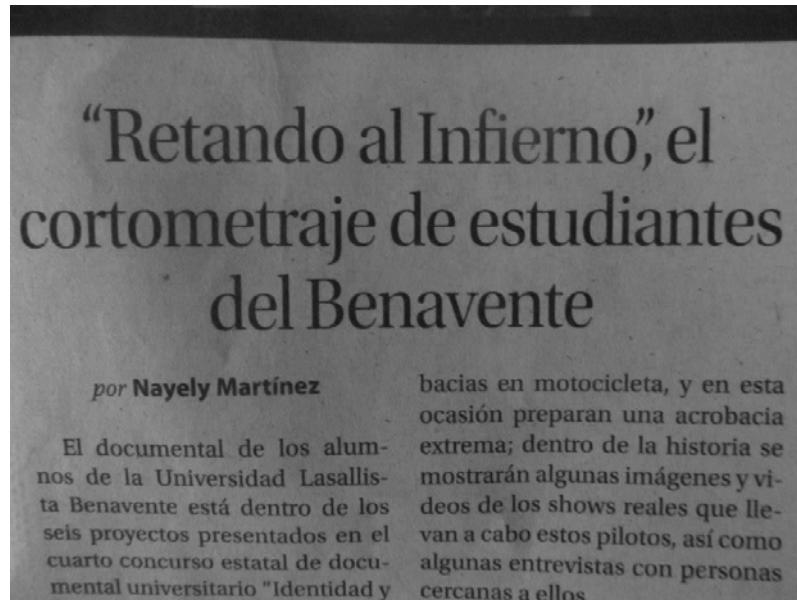 “Retando al Infierno”, el
cortometraje de estudiantes
del Benavente
por Nayely Martínez
El documental de los alum-
nos de la Universidad Lasallis-
ta Benavente está dentro de los
seis proyectos presentados en el
cuarto concurso estatal de docu-
mental universitario "Identidad y
bacias en motocicleta, y en esta
ocasión preparan una acrobacia
extrema; dentro de la historia se
mostrarán algunas imágenes y vi-
deos de los shows reales que lle-
van a cabo estos pilotos, así como
algunas entrevistas con personas
cercanas a ellos.